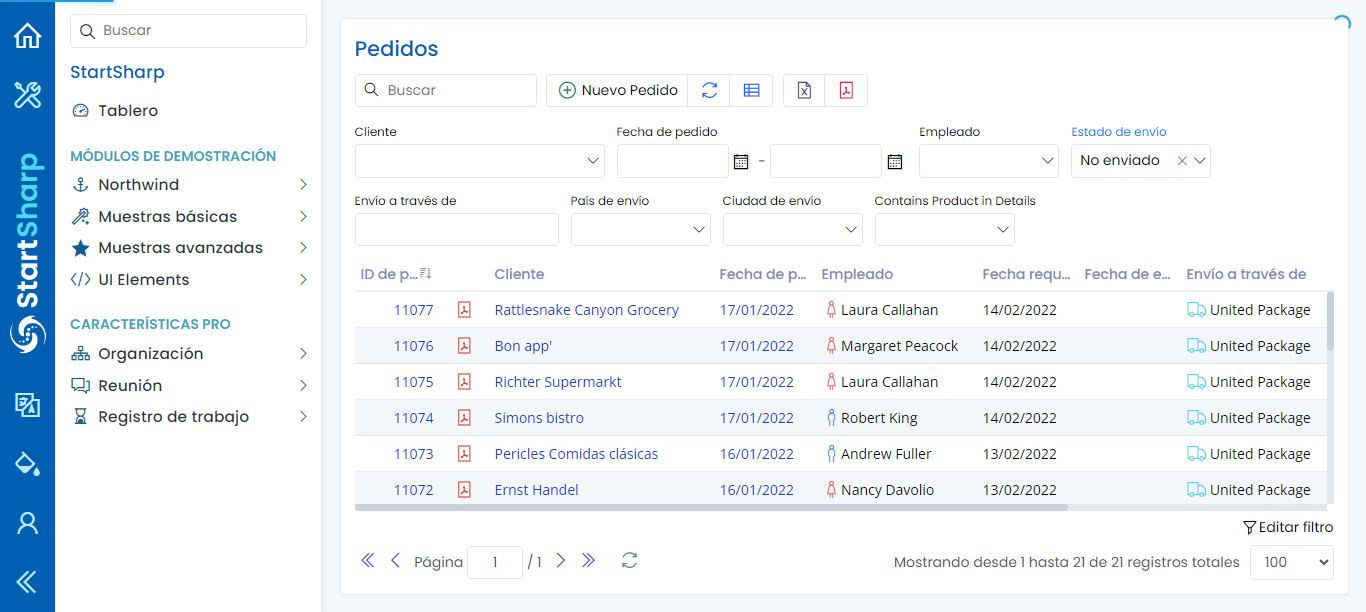 StartSharp
Buscar
StartSharp
Tablero
MÓDULOS DE DEMOSTRACIÓN
Northwind
Muestras básicas
Muestras avanzadas
UI Elements
CARACTERÍSTICAS PRO
Organización
Reunión
Registro de trabajo
Pedidos
Buscar Nuevo Pedido
Cliente Fecha de pedido Empleado Estado de envío
– No enviado
Envío a través de País de envío Ciudad de envío Contains Product in Details
ID de p... Cliente Fecha de p... Empleado Fecha requ... Fecha de e... Envío a través de
11077 Rattlesnake Canyon Grocery 17/01/2022 Laura Callahan 14/02/2022 United Package
11076 Bon app' 17/01/2022 Margaret Peacock 14/02/2022 United Package
11075 Richter Supermarkt 17/01/2022 Laura Callahan 14/02/2022 United Package
11074 Simons bistro 17/01/2022 Robert King 14/02/2022 United Package
11073 Pericles Comidas clásicas 16/01/2022 Andrew Fuller 13/02/2022 United Package
11072 Ernst Handel 16/01/2022 Nancy Davolio 13/02/2022 United Package
Editar filtro
Página 1 / 1 Mostrando desde 1 hasta 21 de 21 registros totales 100